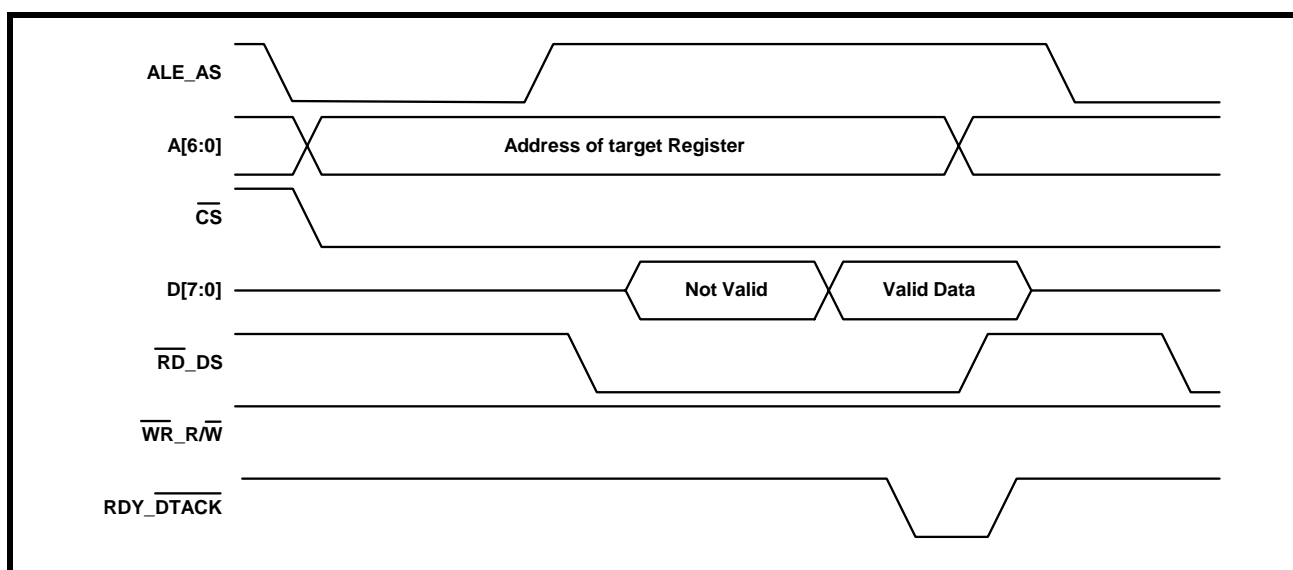 ALE_AS
A[6:0] Address of target Register
CS
D[7:0] Not Valid Valid Data
RD_DS
WR_R/W
RDY_DTACK